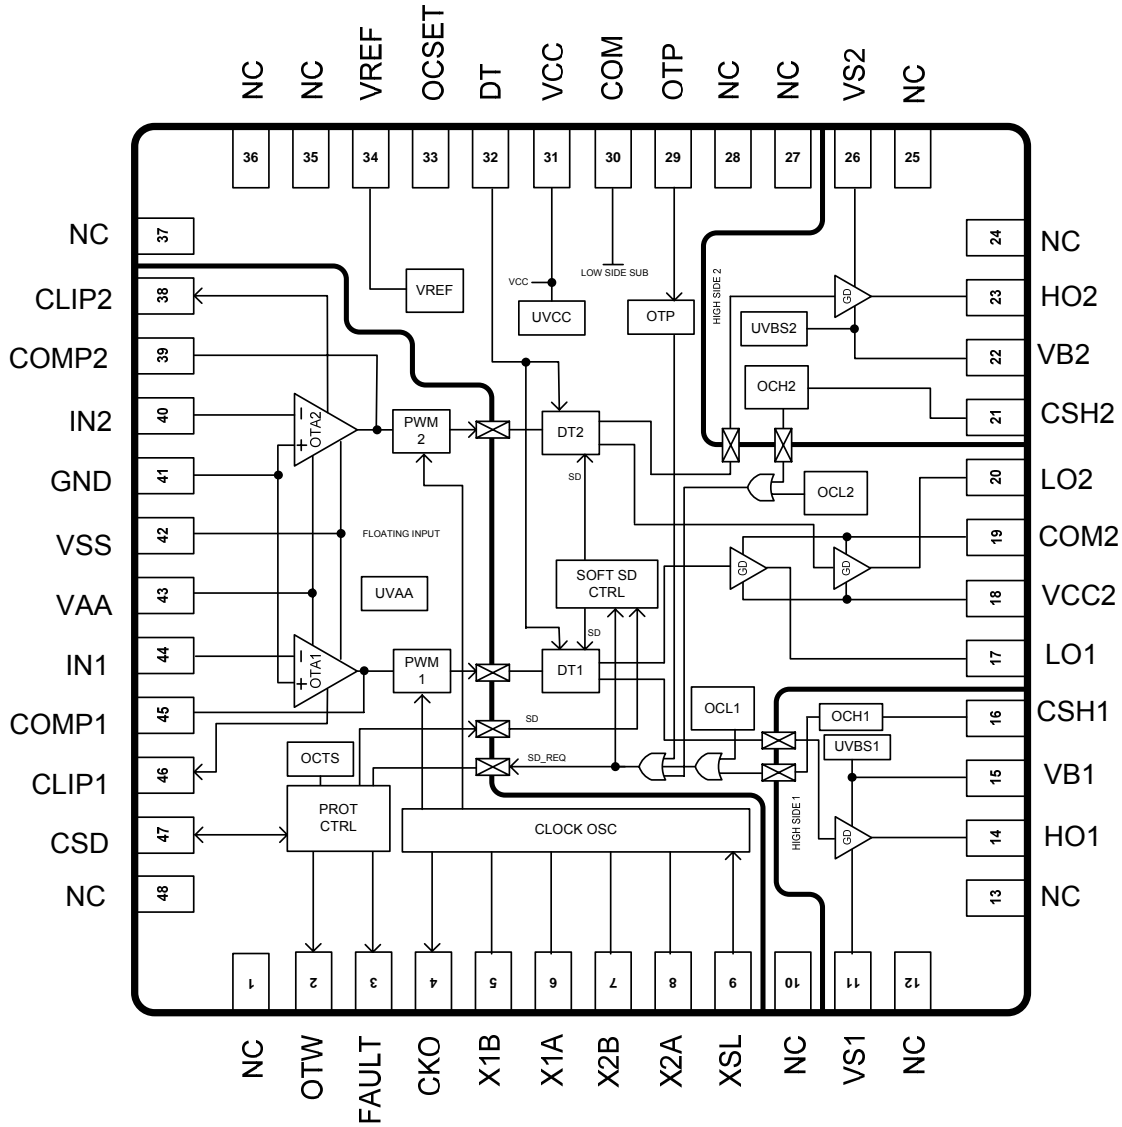 NC
NC
VREF
OCSET
DT
VCC
COM
OTP
NC
NC
VS2
NC
36
35
34
33
32
31
30
29
28
27
26
25
NC
37
24
NC
CLIP2
38
VREF
VCC
LOW SIDE SUB
HIGH SIDE 2
GD
23
HO2
UVCC
OTP
UVBS2
COMP2
39
22
VB2
OCH2
IN2
40
OTA2
PWM
2
DT2
21
CSH2
GND
41
SD
OCL2
20
LO2
VSS
42
FLOATING INPUT
19
COM2
SOFT SD
CTRL
GD
GD
VAA
43
UVAA
18
VCC2
SD
IN1
44
OTA1
PWM
1
DT1
17
LO1
COMP1
45
SD
OCL1
OCH1
16
CSH1
UVBS1
CLIP1
46
OCTS
SD_REQ
15
VB1
PROT
CTRL
CSD
47
CLOCK OSC
HIGH SIDE 1
GD
14
HO1
NC
48
13
NC
1
2
3
4
5
6
7
8
9
10
11
12
NC
OTW
FAULT
CKO
X1B
X1A
X2B
X2A
XSL
NC
VS1
NC